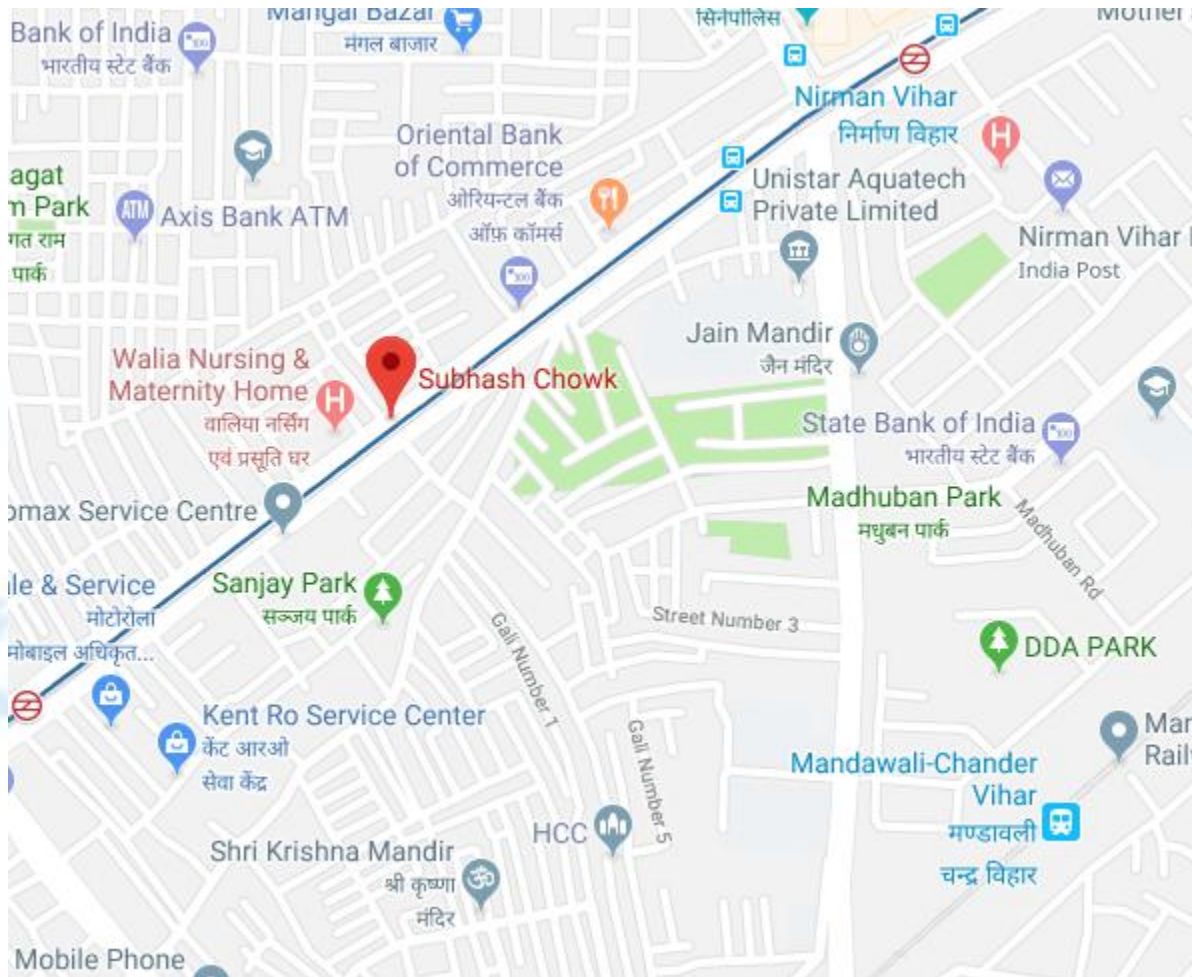 Bank of India
भारतीय स्टेट बैंक
Mangal Bazar
मंगल बाजार
सिनेपोलिस
Mother
Nirman Vihar
निर्माण विहार
Oriental Bank
of Commerce
ओरियन्टल बैंक
ऑफ़ कॉमर्स
Unistar Aquatech
Private Limited
agat
m Park
गत राम
पार्क
ATM
Axis Bank ATM
Nirman Vihar
India Post
Jain Mandir
जैन मंदिर
Walia Nursing &
Maternity Home
वालिया नर्सिंग
एवं प्रसूति घर
H
H
Subhash Chowk
State Bank of India
भारतीय स्टेट बैंक
omax Service Centre
Madhuban Park
मधुबन पार्क
Madhuban Rd
le & Service
मोटोरोला
मोबाइल अधिकृत...
Sanjay Park
सञ्जय पार्क
Gali Number 1
Street Number 3
DDA PARK
Kent Ro Service Center
केंट आरओ
सेवा केंद्र
Gali Number 5
Mandawali-Chander
Vihar
मण्डावली
चन्द्र विहार
Mar
Rail
HCC
Shri Krishna Mandir
श्री कृष्णा
मंदिर
Mobile Phone